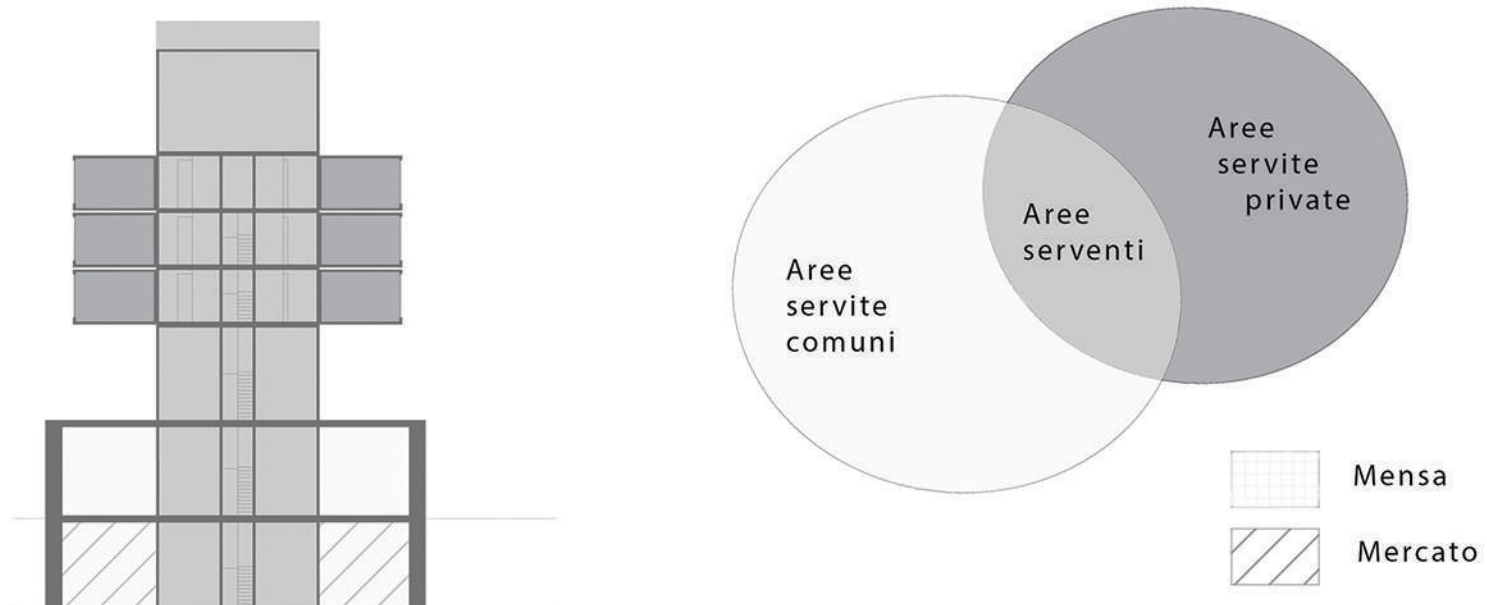 Aree
servite
private
Aree
serventi
Aree
servite
comuni
Mensa
Mercato